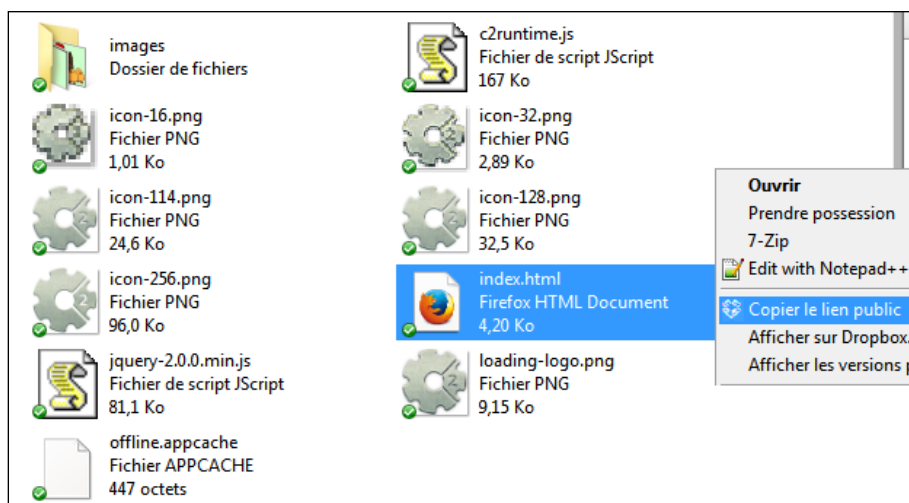 images
Dossier de fichiers
c2runtime.js
Fichier de script JScript
167 Ko
icon-16.png
Fichier PNG
1,01 Ko
icon-32.png
Fichier PNG
2,89 Ko
icon-114.png
Fichier PNG
24,6 Ko
icon-128.png
Fichier PNG
32,5 Ko
icon-256.png
Fichier PNG
96,0 Ko
index.html
Firefox HTML Document
4,20 Ko
jquery-2.0.0.min.js
Fichier de script JScript
81,1 Ko
loading-logo.png
Fichier PNG
9,15 Ko
offline.appcache
Fichier APPCACHE
447 octets
Ouvrir
Prendre possession
7-Zip
Edit with Notepad++
Copier le lien public
Afficher sur Dropbox.
Afficher les versions